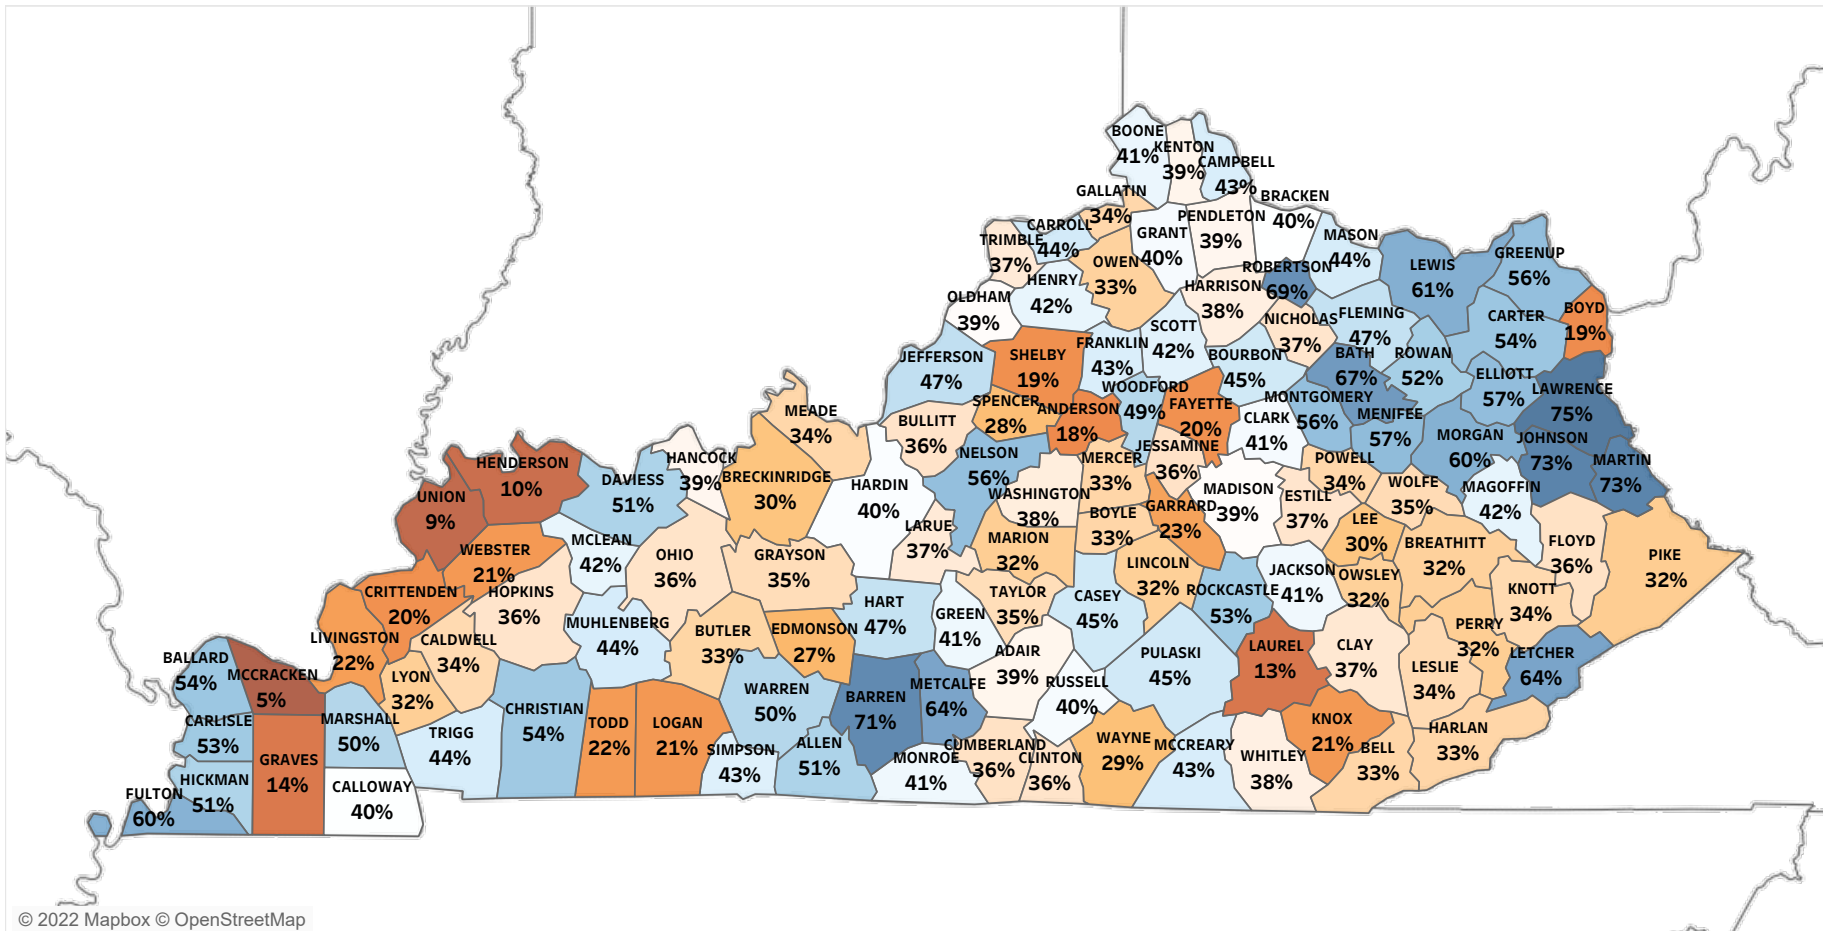 BOONE
41%
KENTON
39%
CAMPBELL
43%
GALLATIN
34%
BRACKEN
40%
CARROLL
44%
GRANT
40%
PENDLETON
39%
MASON
44%
TRIMBLE
37%
OWEN
33%
HENRY
42%
ROBERTSON
69%
LEWIS
61%
GREENUP
56%
OLDHAM
39%
HARRISON
38%
NICHOLAS
37%
FLEMING
47%
CARTER
54%
BOYD
19%
SCOTT
42%
FRANKLIN
43%
JEFFERSON
47%
SHELBY
19%
BOURBON
45%
BATH
67%
ROWAN
52%
ELLIOTT
57%
LAWRENCE
75%
WOODFORD
49%
SPENCER
28%
ANDERSON
18%
FAYETTE
20%
MONTGOMERY
56%
CLARK
41%
MENIFEE
57%
MORGAN
60%
JOHNSON
73%
MARTIN
73%
MEADE
34%
BULLITT
36%
NELSON
56%
JESSAMINE
36%
MERCER
33%
POWELL
34%
HENDERSON
10%
HANCOCK
39%
BRECKINRIDGE
30%
DAVIESS
51%
UNION
9%
HARDIN
40%
WASHINGTON
38%
MADISON
39%
ESTILL
37%
WOLFE
35%
MAGOFFIN
42%
LARUE
37%
BOYLE
33%
GARRARD
23%
LEE
30%
MARION
32%
BREATHITT
32%
FLOYD
36%
PIKE
32%
WEBSTER
21%
MCLEAN
42%
OHIO
36%
GRAYSON
35%
LINCOLN
32%
JACKSON
41%
OWSLEY
32%
CRITTENDEN
20%
HOPKINS
36%
TAYLOR
35%
CASEY
45%
ROCKCASTLE
53%
KNOTT
34%
HART
47%
GREEN
41%
MUHLENBERG
44%
BUTLER
33%
EDMONSON
27%
PERRY
32%
LIVINGSTON
22%
CALDWELL
34%
ADAIR
39%
PULASKI
45%
LAUREL
13%
CLAY
37%
LESLIE
34%
LETCHER
64%
BALLARD
54%
MCCRACKEN
5%
LYON
32%
WARREN
50%
BARREN
71%
METCALFE
64%
RUSSELL
40%
CARLISLE
53%
MARSHALL
50%
TRIGG
44%
CHRISTIAN
54%
TODD
22%
LOGAN
21%
KNOX
21%
HARLAN
33%
SIMPSON
43%
ALLEN
51%
MONROE
41%
CUMBERLAND
36%
CLINTON
36%
WAYNE
29%
MCCREARY
43%
WHITLEY
38%
BELL
33%
GRAVES
14%
HICKMAN
51%
CALLOWAY
40%
FULTON
60%
© 2022 Mapbox © OpenStreetMap